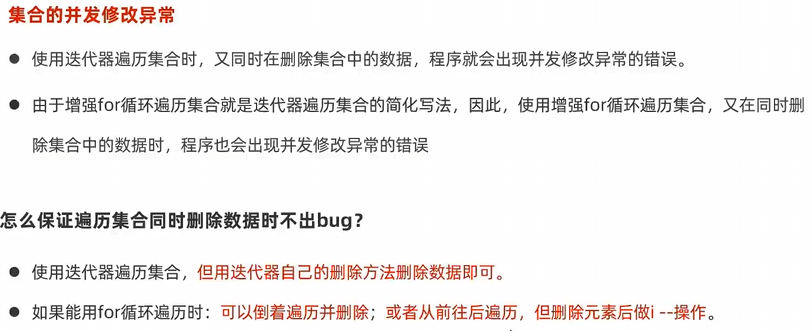 集合的并发修改异常
● 使用迭代器遍历集合时，又同时在删除集合中的数据，程序就会出现并发修改异常的错误。
● 由于增强for循环遍历集合就是迭代器遍历集合的简化写法，因此，使用增强for循环遍历集合，又在同时删
除集合中的数据时，程序也会出现并发修改异常的错误
怎么保证遍历集合同时删除数据时不出bug？
● 使用迭代器遍历集合，但用迭代器自己的删除方法删除数据即可。
● 如果能用for循环遍历时：可以倒着遍历并删除；或者从前往后遍历，但删除元素后做i --操作。